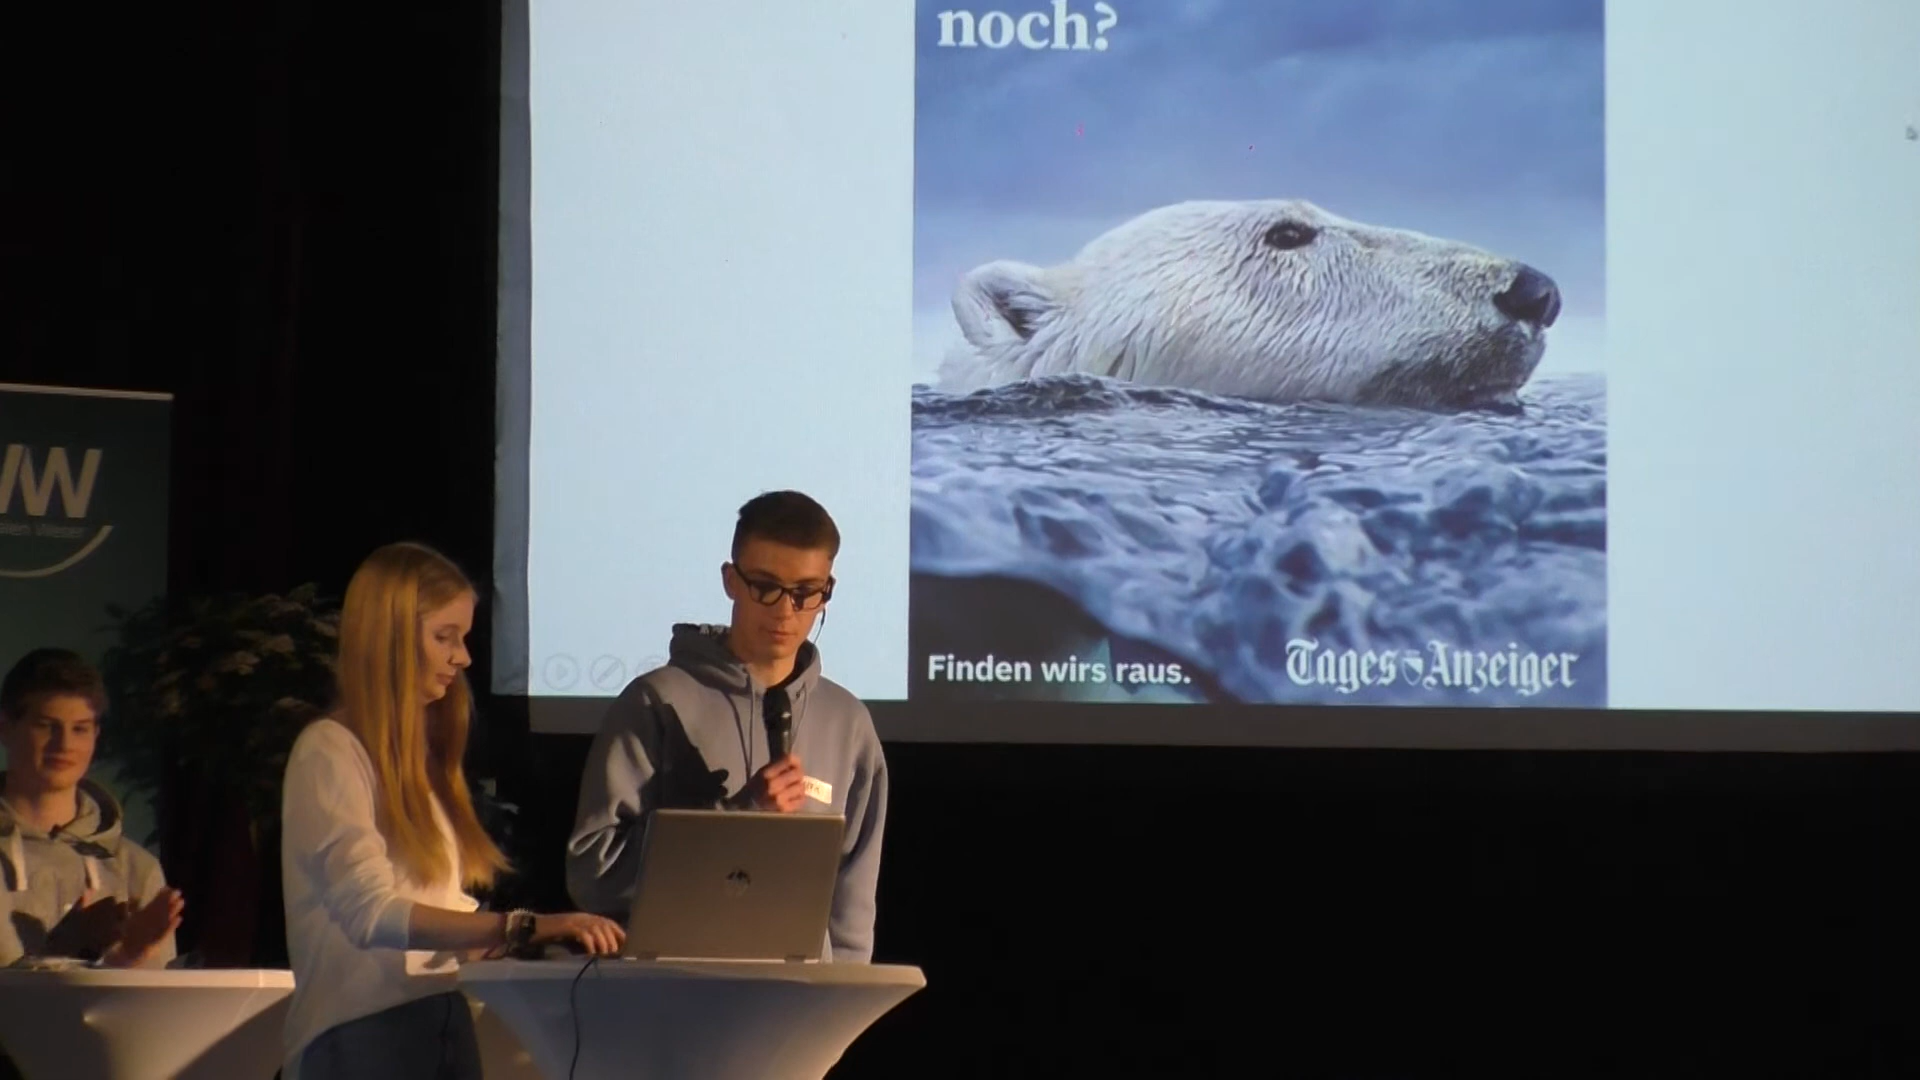 noch?
Finden wirs raus.
Tages Anzeiger